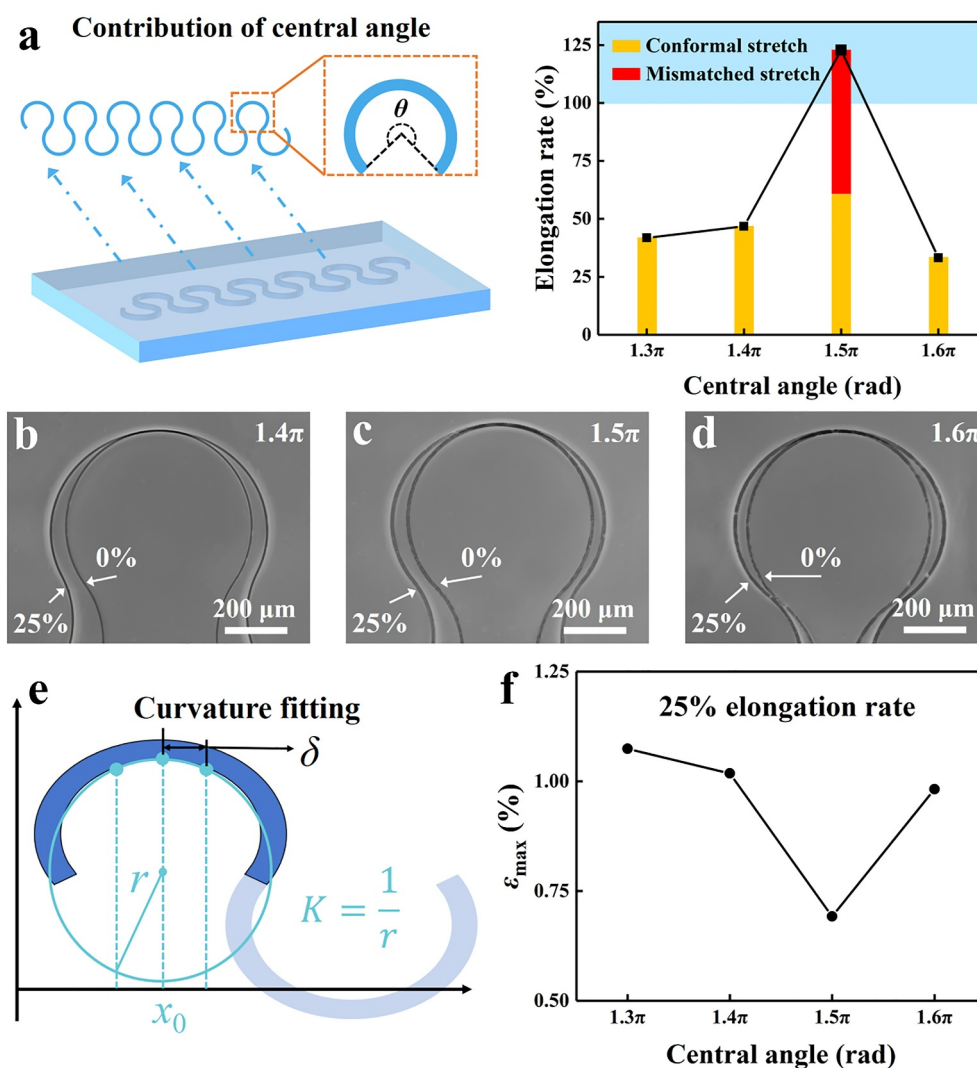 a
Contribution of central angle
θ
Elongation rate (%)
125
100
75
50
25
0
Conformal stretch
Mismatched stretch
1.3π 1.4π 1.5π 1.6π
Central angle (rad)
b
1.4π
0%
25%
200 μm
c
1.5π
0%
25%
200 μm
d
1.6π
0%
25%
200 μm
e
Curvature fitting
δ
r
K = 1/r
x₀
f
25% elongation rate
εmax (%)
1.25
1.00
0.75
0.50
1.3π 1.4π 1.5π 1.6π
Central angle (rad)